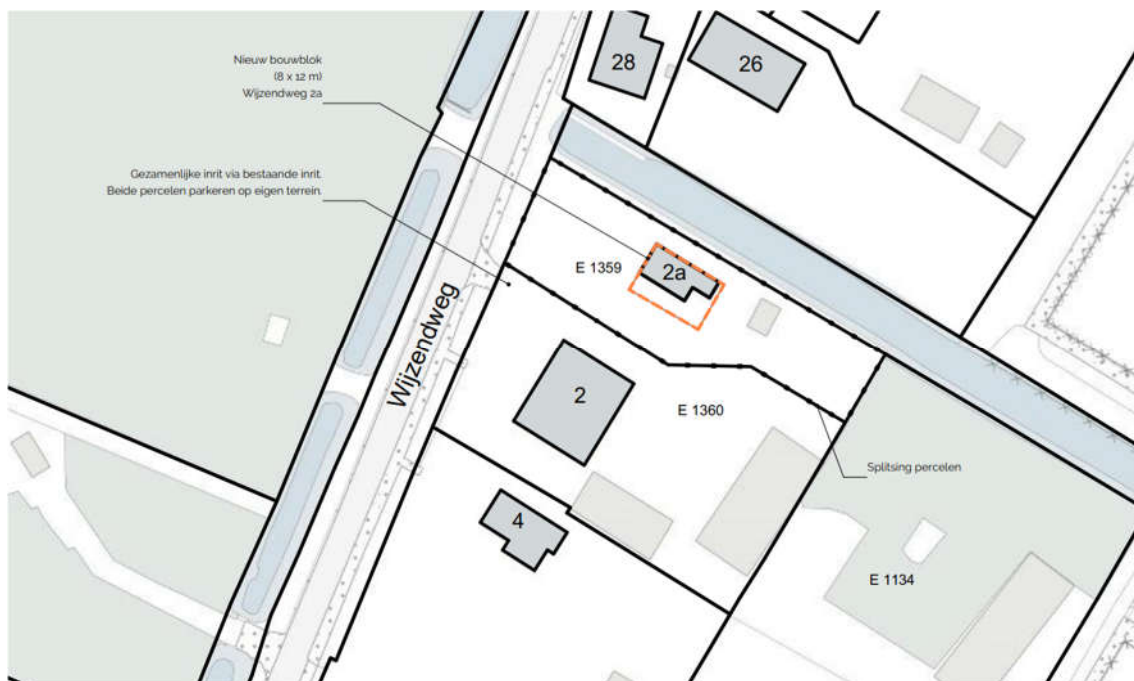 28
26
Nieuw bouwblok
(8 x 12 m)
Wijzendweg 2a
Gezamenlijke inrit via bestaande inrit.
Beide percelen parkeren op eigen terrein.
E 1359
2a
Wijzendweg
2
E 1360
Splitsing percelen
4
E 1134